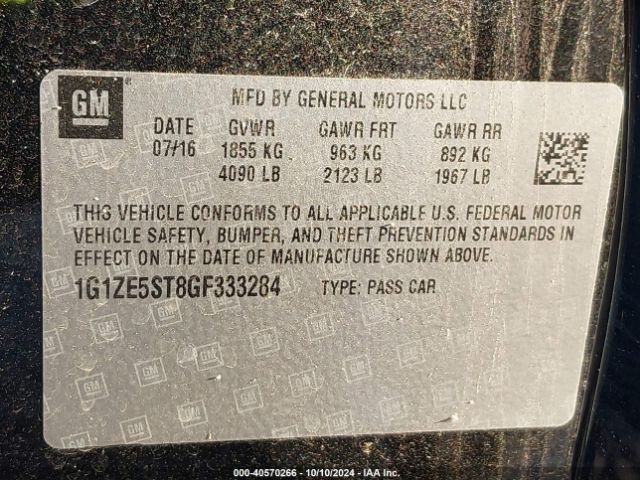 GM
MFD BY GENERAL MOTORS LLC
DATE GVWR GAWR FRT GAWR RR
07/16 1855 KG 963 KG 892 KG
4090 LB 2123 LB 1967 LB
THIS VEHICLE CONFORMS TO ALL APPLICABLE U.S. FEDERAL MOTOR
VEHICLE SAFETY, BUMPER, AND THEFT PREVENTION STANDARDS IN
EFFECT ON THE DATE OF MANUFACTURE SHOWN ABOVE.
1G1ZE5ST8GF333284 TYPE: PASS CAR
000-40570266 - 10/10/2024 - IAA Inc.